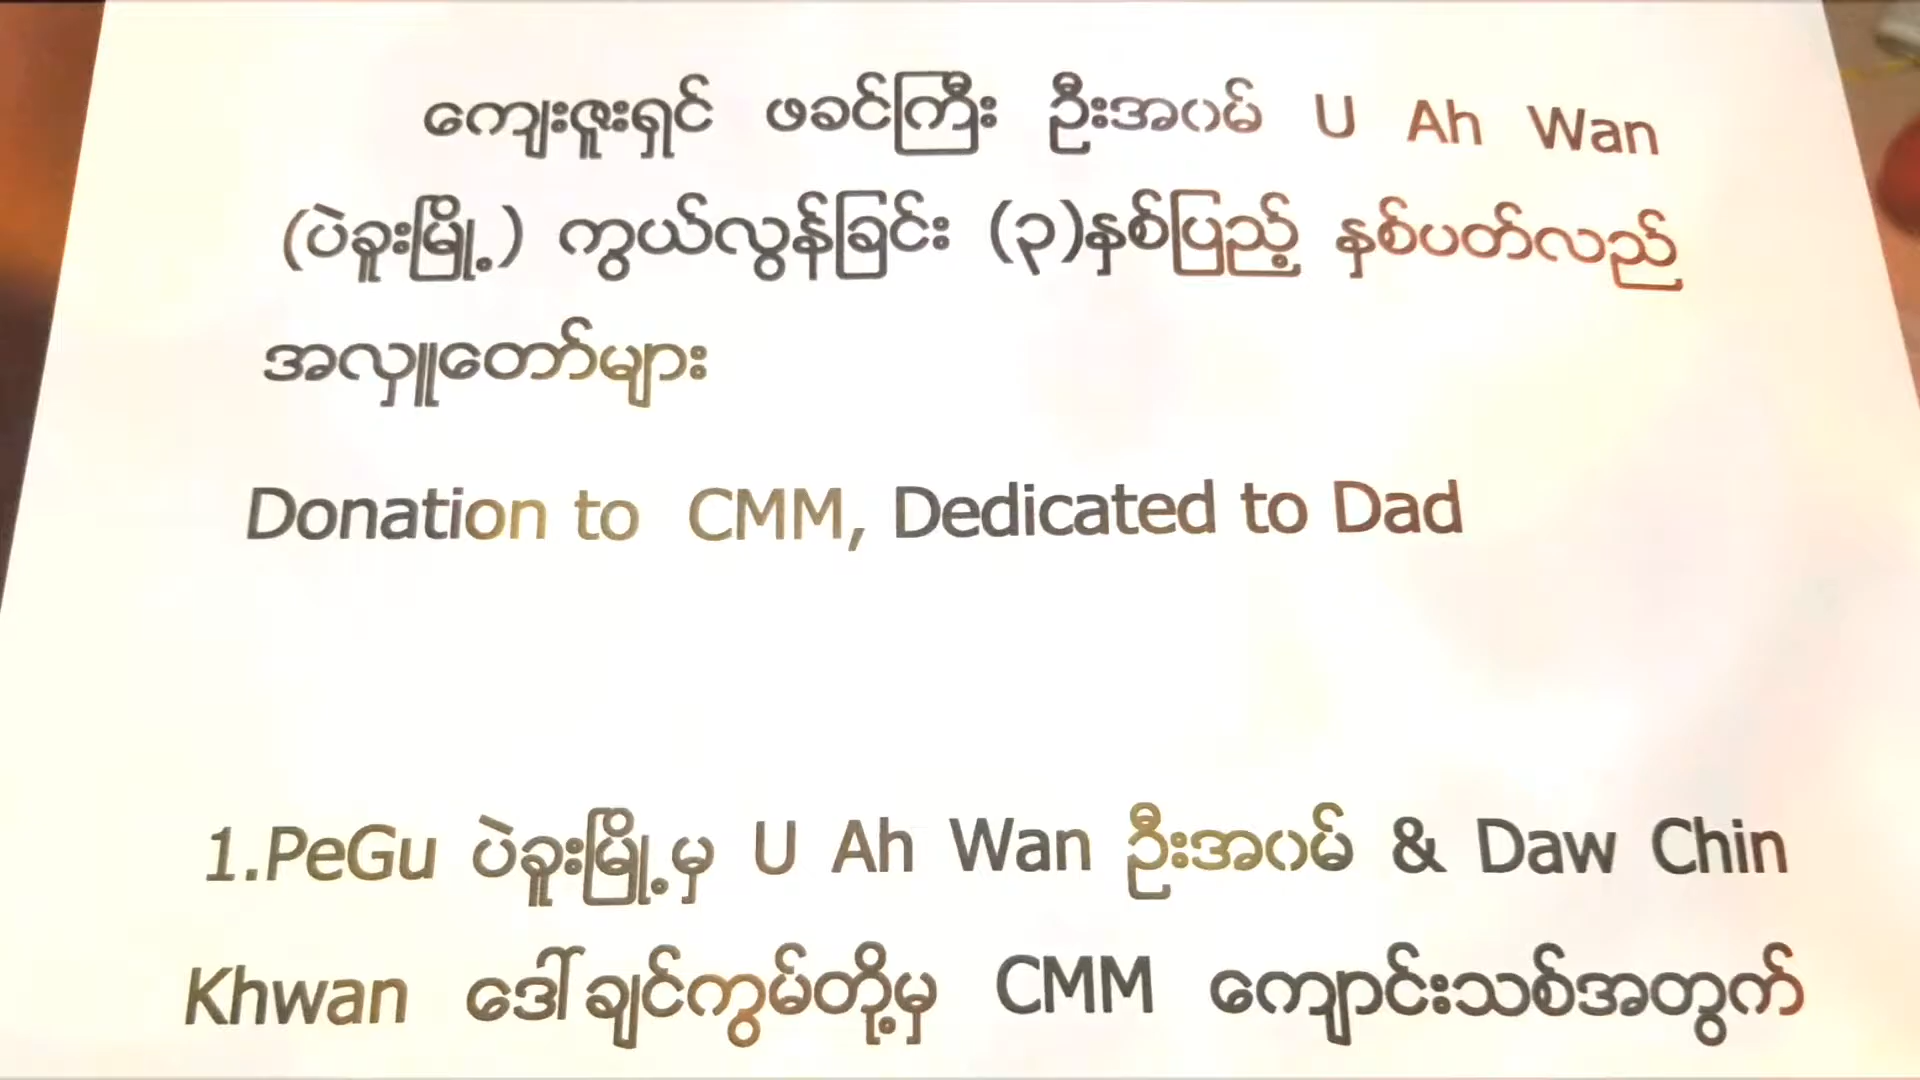 ကျေးဇူးရှင် ဖခင်ကြီး ဦးအဝမ် U Ah Wan
(ပဲခူးမြို့) ကွယ်လွန်ခြင်း (၃)နှစ်ပြည့် နှစ်ပတ်လည်
အလှူတော်များ
Donation to CMM, Dedicated to Dad
1.PeGu ပဲခူးမြို့မှ U Ah Wan ဦးအဝမ် & Daw Chin
Khwan ဒေါ်ချင်ကွမ်တို့မှ CMM ကျောင်းသစ်အတွက်